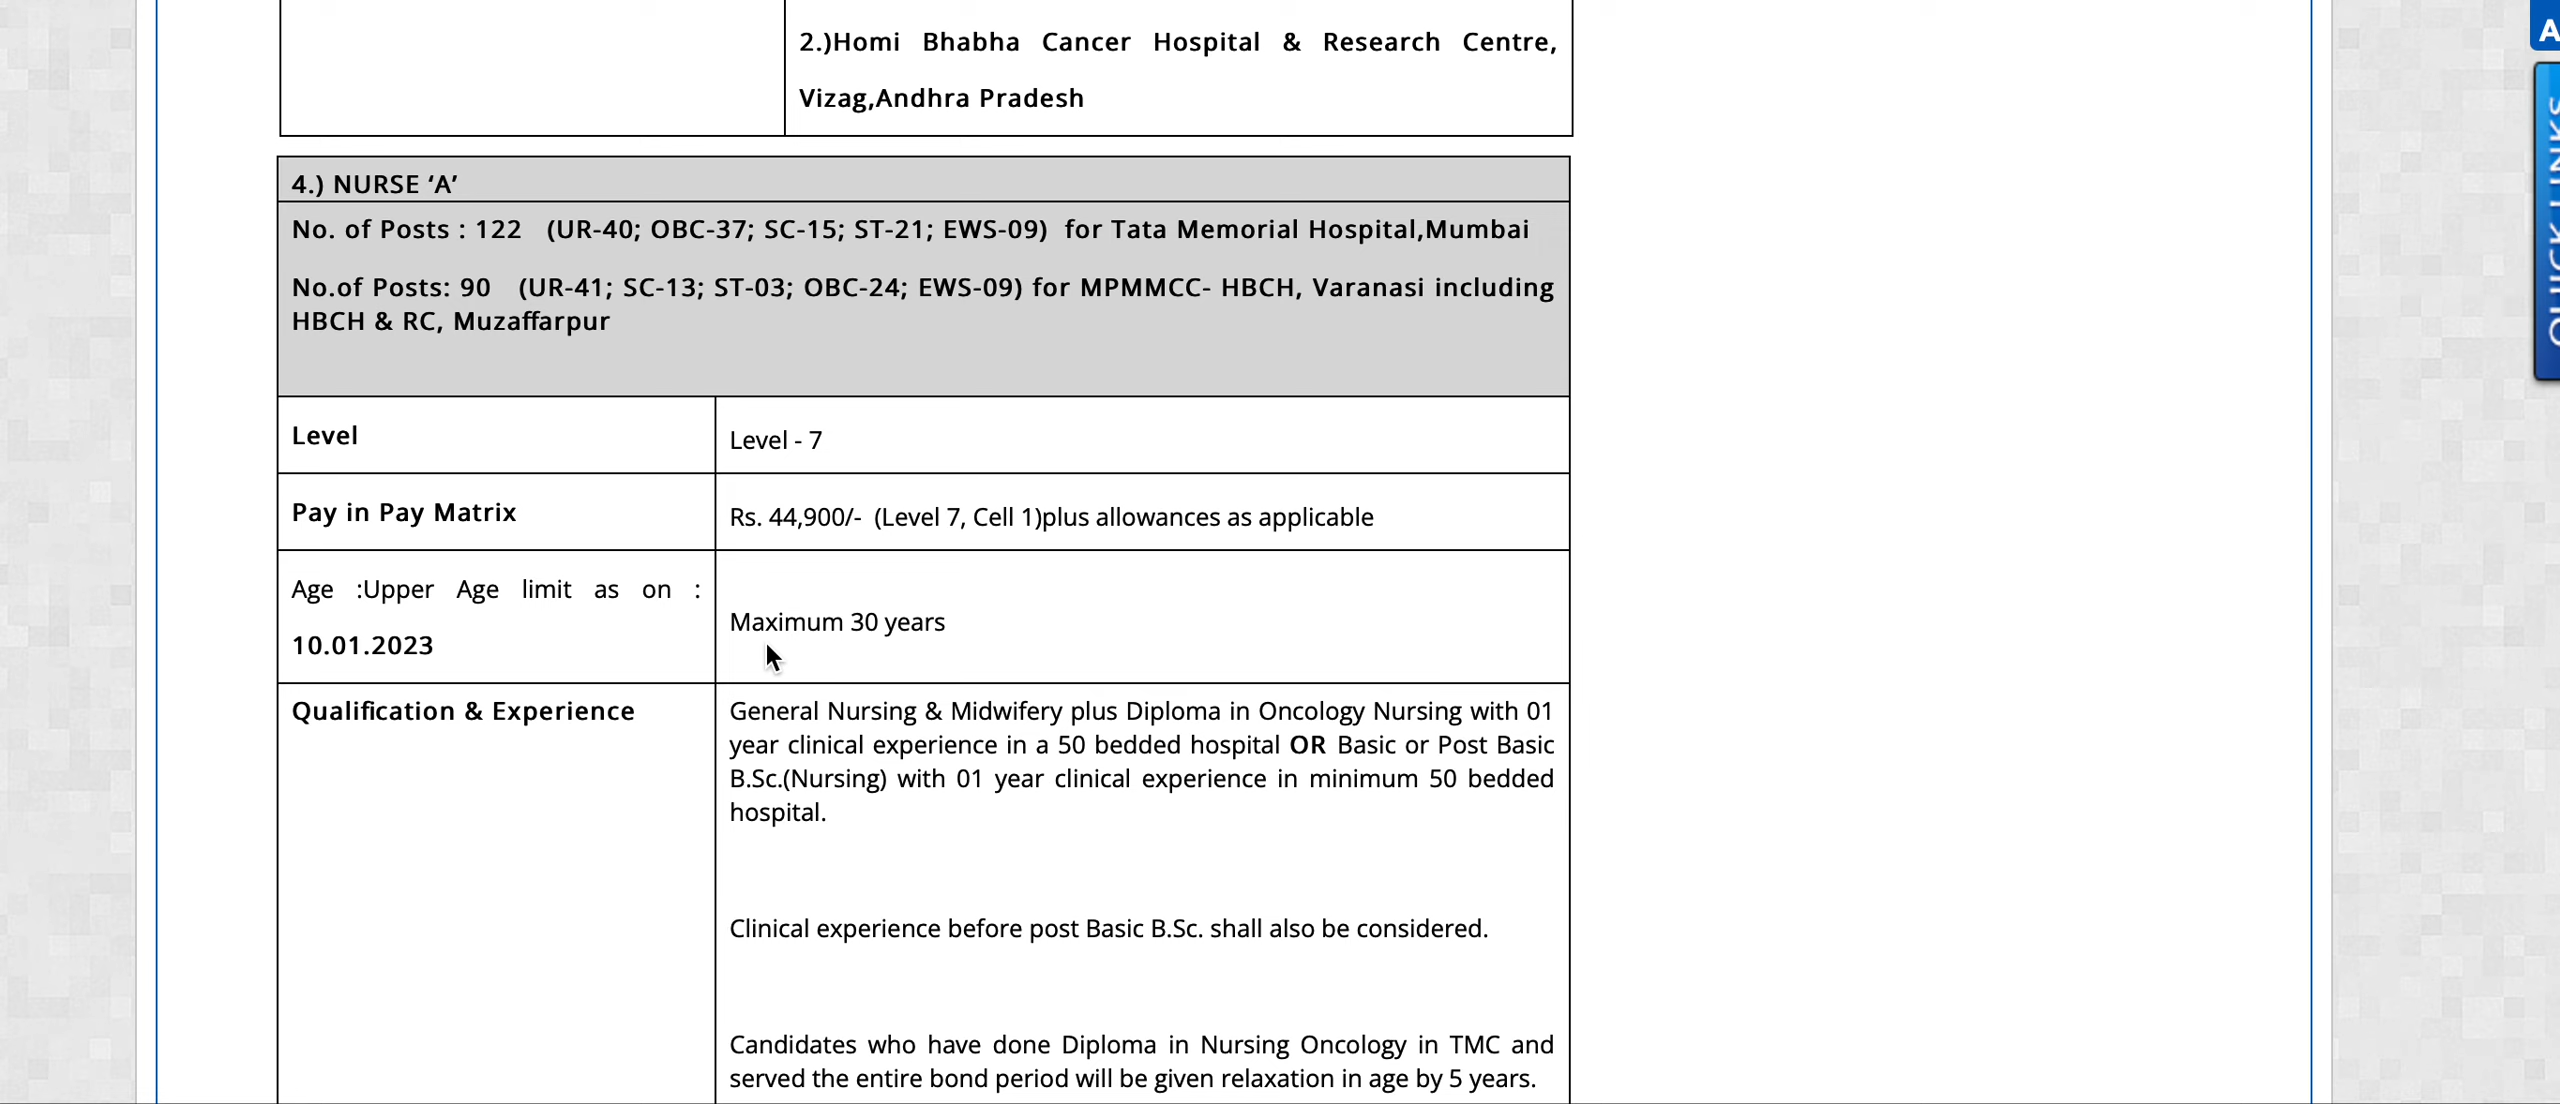 2.)Homi Bhabha Cancer Hospital & Research Centre,
Vizag,Andhra Pradesh
4.) NURSE ‘A’
No. of Posts : 122 (UR-40; OBC-37; SC-15; ST-21; EWS-09) for Tata Memorial Hospital,Mumbai
No.of Posts: 90 (UR-41; SC-13; ST-03; OBC-24; EWS-09) for MPMMCC- HBCH, Varanasi including
HBCH & RC, Muzaffarpur
Level
Level - 7
Pay in Pay Matrix
Rs. 44,900/- (Level 7, Cell 1)plus allowances as applicable
Age :Upper Age limit as on :
10.01.2023
Maximum 30 years
Qualification & Experience
General Nursing & Midwifery plus Diploma in Oncology Nursing with 01
year clinical experience in a 50 bedded hospital OR Basic or Post Basic
B.Sc.(Nursing) with 01 year clinical experience in minimum 50 bedded
hospital.
Clinical experience before post Basic B.Sc. shall also be considered.
Candidates who have done Diploma in Nursing Oncology in TMC and
served the entire bond period will be given relaxation in age by 5 years.
A
QUICK LINKS